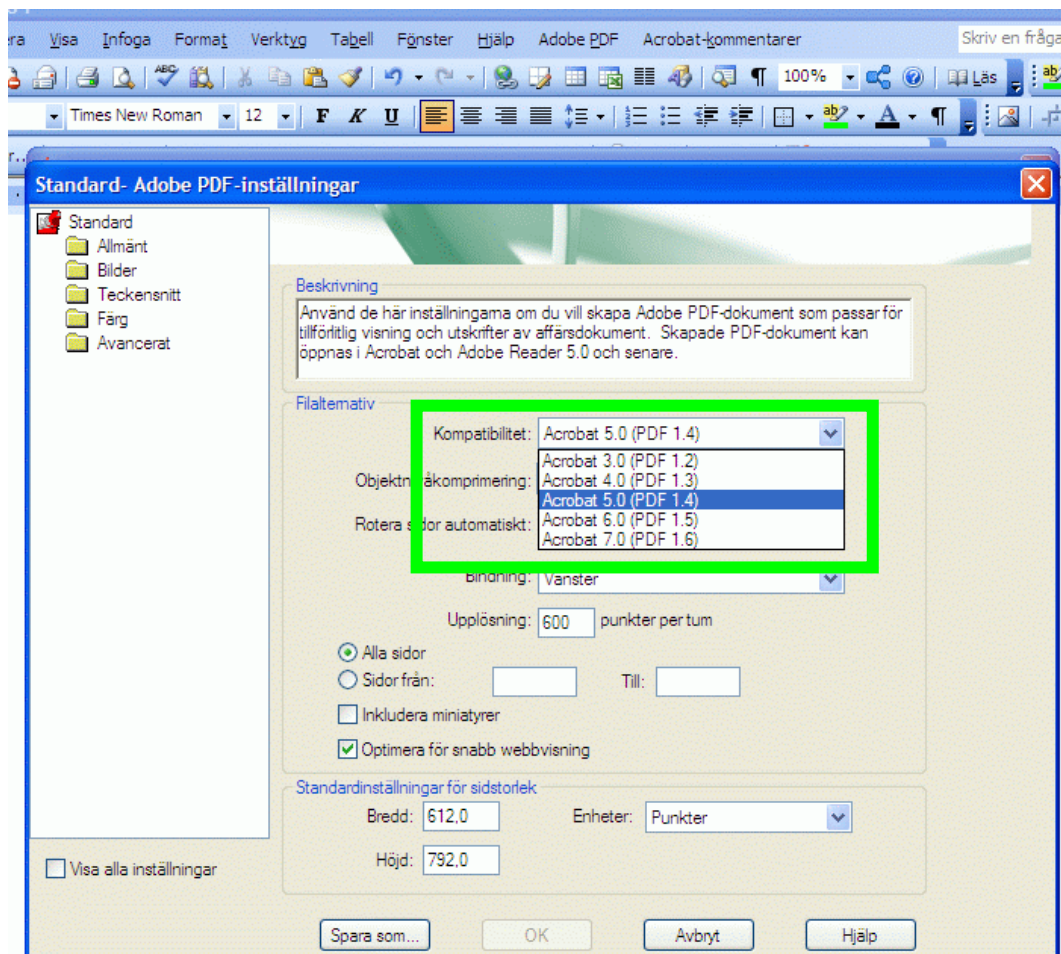 era Visa Infoga Format Verktyg Tabell Fönster Hjälp Adobe PDF Acrobat-kommentarer Skriv en fråga
ABC 100% Läs ab
Times New Roman 12 F K U ab A
r..
Standard- Adobe PDF-inställningar
Standard
Allmänt
Bilder
Teckensnitt
Färg
Avancerat
Beskrivning
Använd de här inställningarna om du vill skapa Adobe PDF-dokument som passar för
tillförlitlig visning och utskrifter av affärsdokument. Skapade PDF-dokument kan
öppnas i Acrobat och Adobe Reader 5.0 och senare.
Filalternativ
Kompatibilitet: Acrobat 5.0 (PDF 1.4)
Acrobat 3.0 (PDF 1.2)
Objektnivåkomprimering: Acrobat 4.0 (PDF 1.3)
Acrobat 5.0 (PDF 1.4)
Rotera sidor automatiskt: Acrobat 6.0 (PDF 1.5)
Acrobat 7.0 (PDF 1.6)
Bindning: Vänster
Upplösning: 600 punkter per tum
Alla sidor
Sidor från: Till:
Inkludera miniatyrer
Optimera för snabb webbvisning
Standardinställningar för sidstorlek
Bredd: 612,0 Enheter: Punkter
Höjd: 792,0
Visa alla inställningar
Spara som... OK Avbryt Hjälp